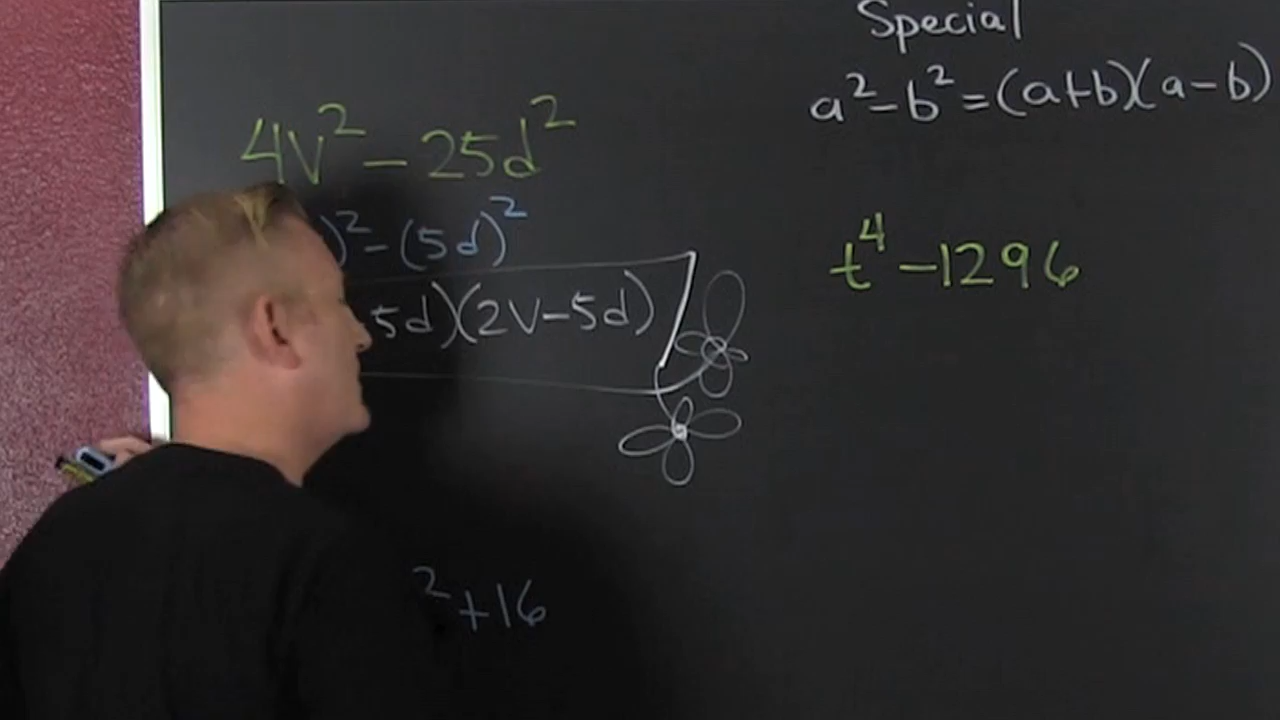 Special
a²-b²=(a+b)(a-b)
4V²-25d²
)²-(5d)²
5d)(2V-5d)
t⁴-1296
²+16